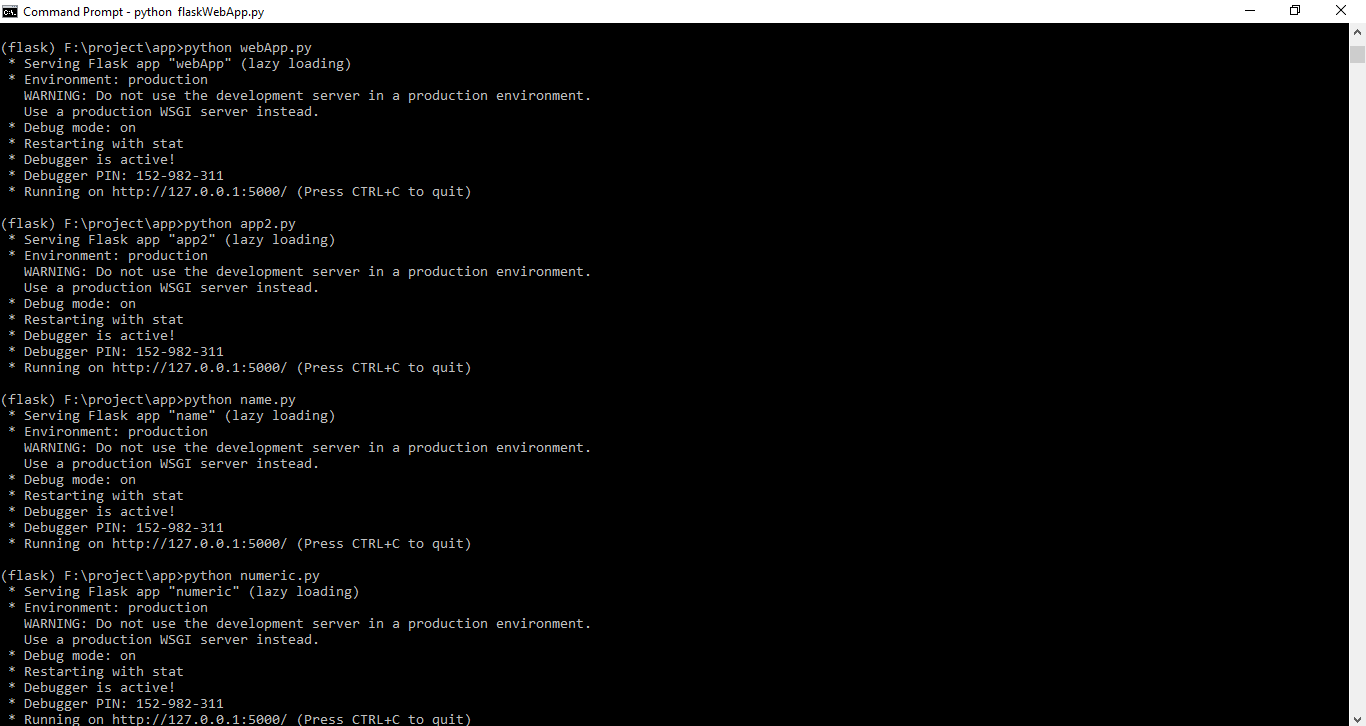 Command Prompt - python flaskWebApp.py
(flask) F:\project\app>python webApp.py
* Serving Flask app "webApp" (lazy loading)
* Environment: production
WARNING: Do not use the development server in a production environment.
Use a production WSGI server instead.
* Debug mode: on
* Restarting with stat
* Debugger is active!
* Debugger PIN: 152-982-311
* Running on http://127.0.0.1:5000/ (Press CTRL+C to quit)
(flask) F:\project\app>python app2.py
* Serving Flask app "app2" (lazy loading)
* Environment: production
WARNING: Do not use the development server in a production environment.
Use a production WSGI server instead.
* Debug mode: on
* Restarting with stat
* Debugger is active!
* Debugger PIN: 152-982-311
* Running on http://127.0.0.1:5000/ (Press CTRL+C to quit)
(flask) F:\project\app>python name.py
* Serving Flask app "name" (lazy loading)
* Environment: production
WARNING: Do not use the development server in a production environment.
Use a production WSGI server instead.
* Debug mode: on
* Restarting with stat
* Debugger is active!
* Debugger PIN: 152-982-311
* Running on http://127.0.0.1:5000/ (Press CTRL+C to quit)
(flask) F:\project\app>python numeric.py
* Serving Flask app "numeric" (lazy loading)
* Environment: production
WARNING: Do not use the development server in a production environment.
Use a production WSGI server instead.
* Debug mode: on
* Restarting with stat
* Debugger is active!
* Debugger PIN: 152-982-311
* Running on http://127.0.0.1:5000/ (Press CTRL+C to quit)